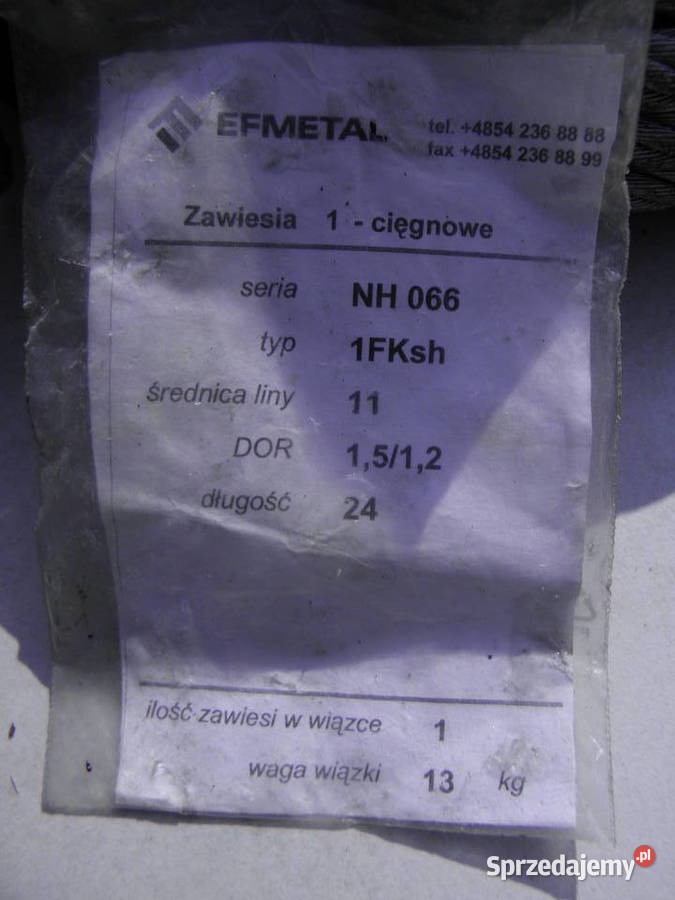 EFMETAL
tel. +4854 236 88 88
fax +4854 236 88 99
Zawiesia 1 - cięgnowe
seria NH 066
typ 1FKsh
średnica liny 11
DOR 1,5/1,2
długość 24
ilość zawiesi w wiązce 1
waga wiązki 13 kg
Sprzedajemy.pl